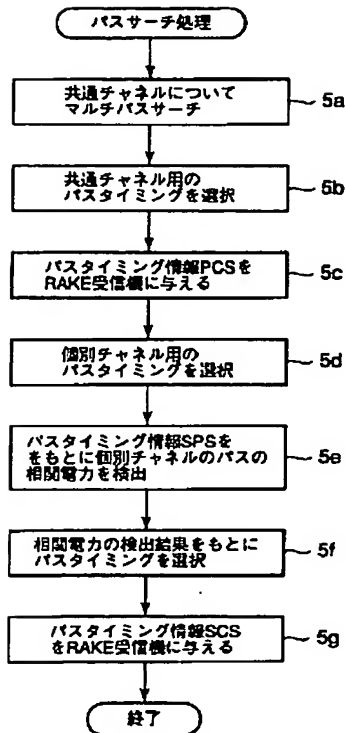 パスサーチ処理
共通チャネルについて
マルチパスサーチ
5a
共通チャネル用の
パスタイミングを選択
5b
パスタイミング情報PCSを
RAKE受信機に与える
5c
個別チャネル用の
パスタイミングを選択
5d
パスタイミング情報SPSを
をもとに個別チャネルのパスの
相関電力を検出
5e
相関電力の検出結果をもとに
パスタイミングを選択
5f
パスタイミング情報SCS
をRAKE受信機に与える
5g
終了